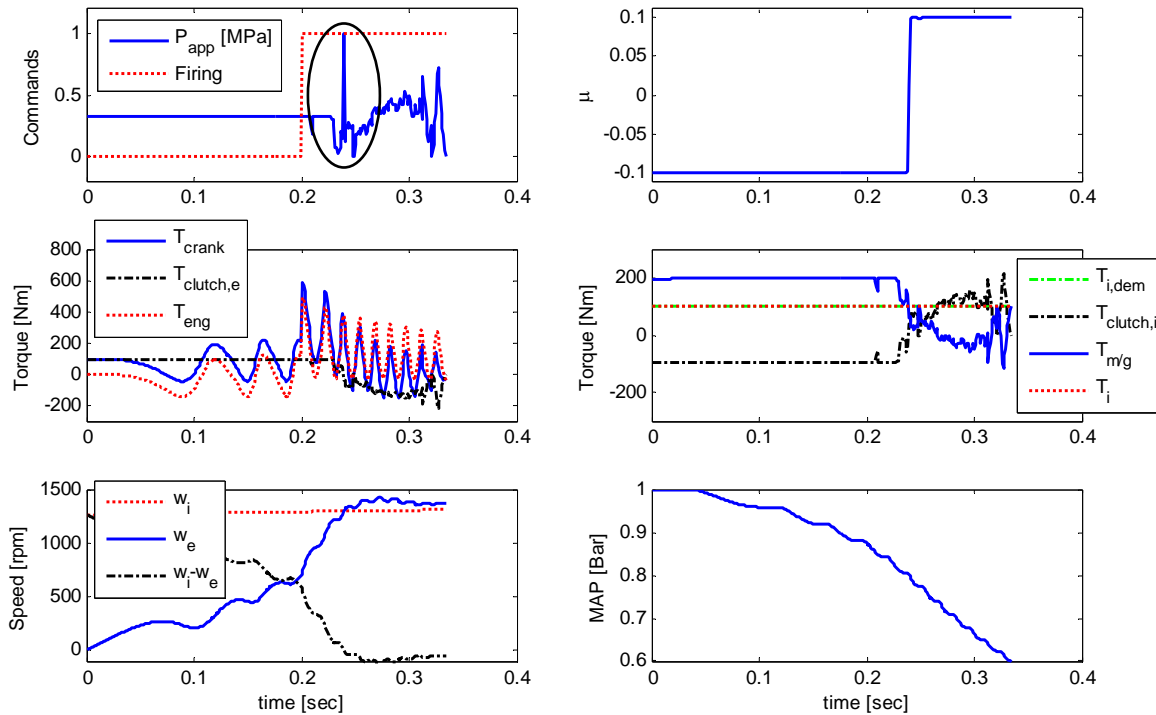 Commands
1
0.5
0
P_app [MPa]
Firing
0
0.1
0.2
0.3
0.4
μ
0.1
0.05
0
-0.05
-0.1
0
0.1
0.2
0.3
0.4
Torque [Nm]
800
600
400
200
0
-200
T_crank
T_clutch,e
T_eng
0
0.1
0.2
0.3
0.4
Torque [Nm]
200
0
-200
T_i,dem
T_clutch,i
T_m/g
T_i
0
0.1
0.2
0.3
0.4
Speed [rpm]
1500
1000
500
0
w_i
w_e
w_i-w_e
0
0.1
0.2
0.3
0.4
time [sec]
MAP [Bar]
1
0.9
0.8
0.7
0.6
0
0.1
0.2
0.3
0.4
time [sec]